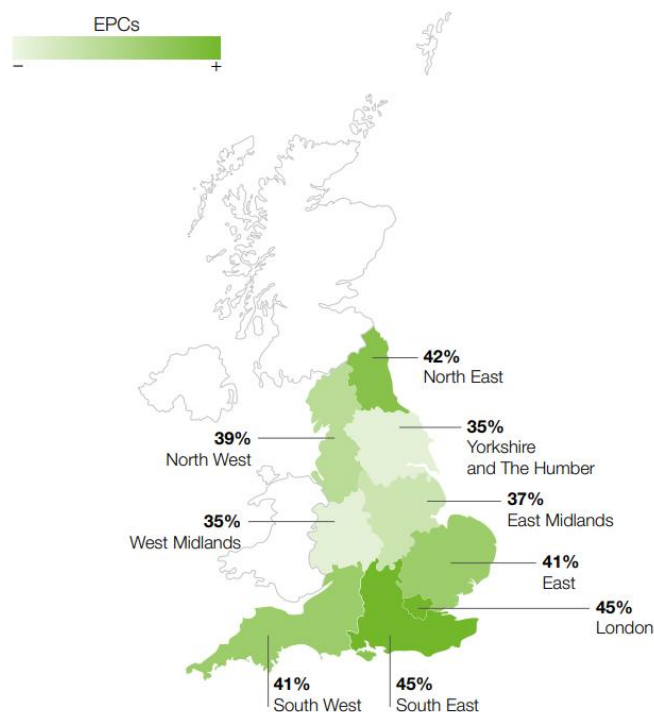 EPCs
− +
42%
North East
39%
North West
35%
Yorkshire
and The Humber
37%
East Midlands
35%
West Midlands
41%
East
45%
London
41%
South West
45%
South East